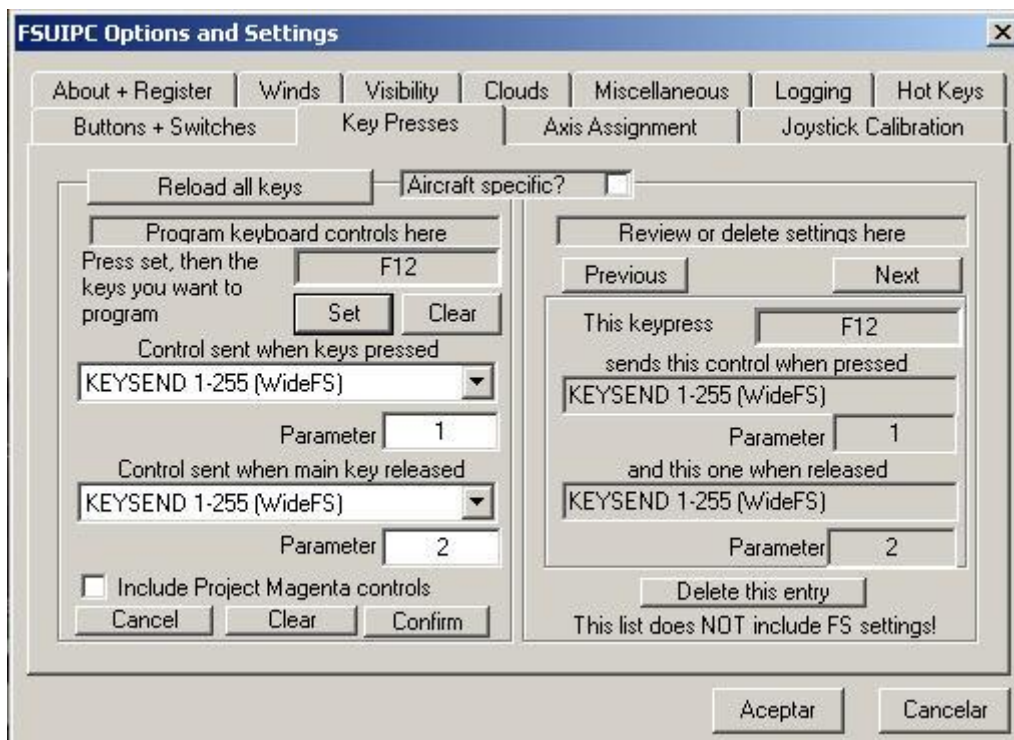 FSUIPC Options and Settings
About + Register Winds Visibility Clouds Miscellaneous Logging Hot Keys
Buttons + Switches Key Presses Axis Assignment Joystick Calibration
Reload all keys Aircraft specific?
Program keyboard controls here
Press set, then the
keys you want to
program
F12
Set Clear
Control sent when keys pressed
KEYSEND 1-255 (WideFS)
Parameter 1
Control sent when main key released
KEYSEND 1-255 (WideFS)
Parameter 2
Include Project Magenta controls
Cancel Clear Confirm
Review or delete settings here
Previous Next
This keypress F12
sends this control when pressed
KEYSEND 1-255 (WideFS)
Parameter 1
and this one when released
KEYSEND 1-255 (WideFS)
Parameter 2
Delete this entry
This list does NOT include FS settings!
Aceptar Cancelar